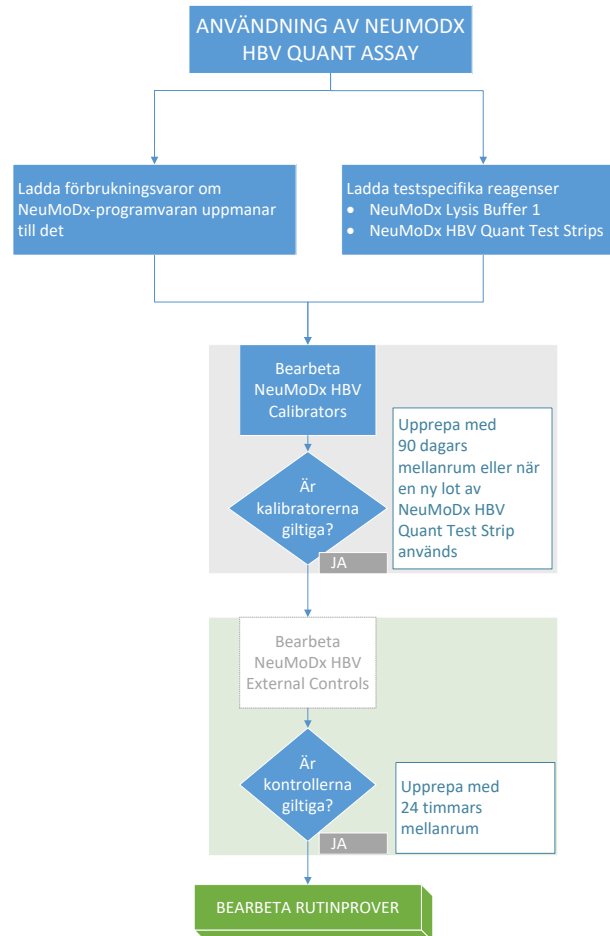 ANVÄNDNING AV NEUMODX
HBV QUANT ASSAY
Ladda förbrukningsvaror om
NeuMoDx-programvaran uppmanar
till det
Ladda testspecifika reagenser
• NeuMoDx Lysis Buffer 1
• NeuMoDx HBV Quant Test Strips
Bearbeta
NeuMoDx HBV
Calibrators
Upprepa med
90 dagars
mellanrum eller när
en ny lot av
NeuMoDx HBV
Quant Test Strip
används
Är
kalibratorerna
giltiga?
JA
Bearbeta
NeuMoDx HBV
External Controls
Är
kontrollerna
giltiga?
Upprepa med
24 timmars
mellanrum
JA
BEARBETA RUTINPROVER